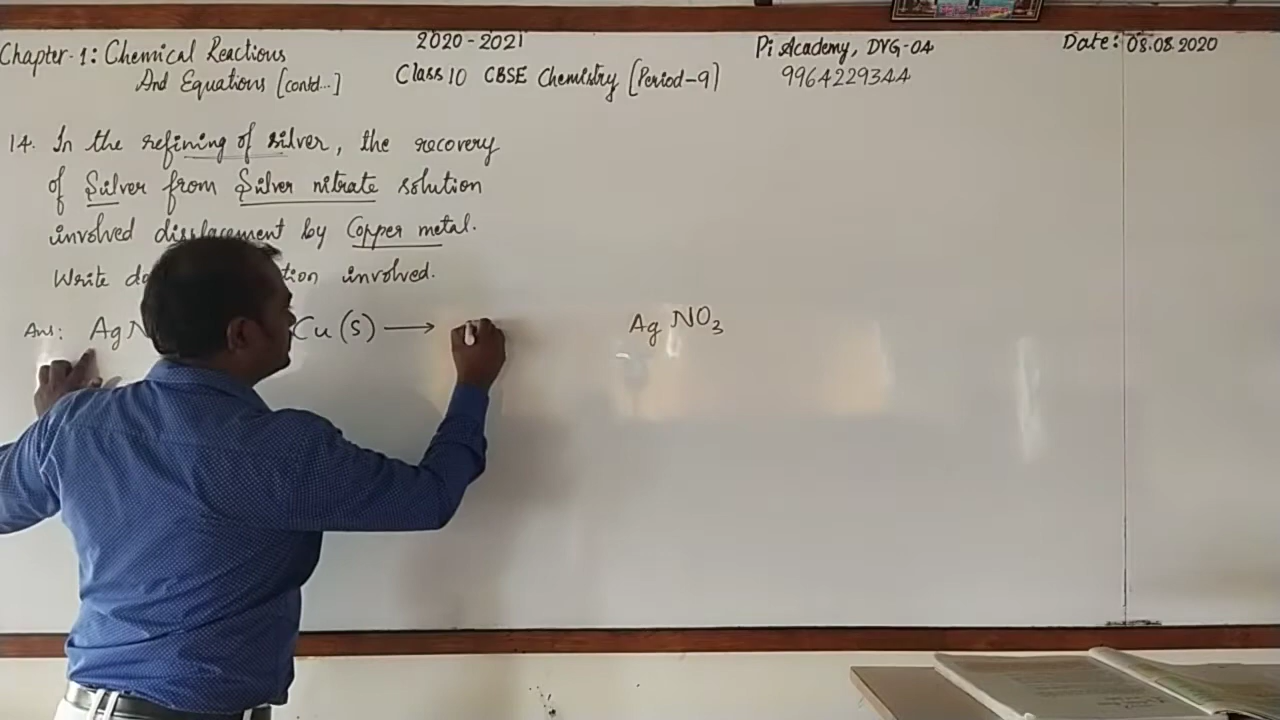 Chapter-1: Chemical Reactions
And Equations [contd...]
2020-2021
Class 10 CBSE Chemistry [Period-9]
Pi Academy, DVG-04
9964229344
Date: 08.08.2020
14. In the refining of silver, the recovery
of Silver from Silver nitrate solution
involved displacement by Copper metal.
Write involved.
Ans: Ag Cu (s) ⟶
Ag NO3